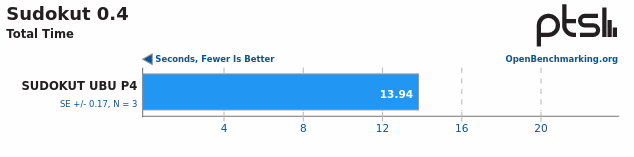 Sudokut 0.4
Total Time
ptsl
Seconds, Fewer Is Better
OpenBenchmarking.org
SUDOKUT UBU P4
13.94
SE +/- 0.17, N = 3
4
8
12
16
20